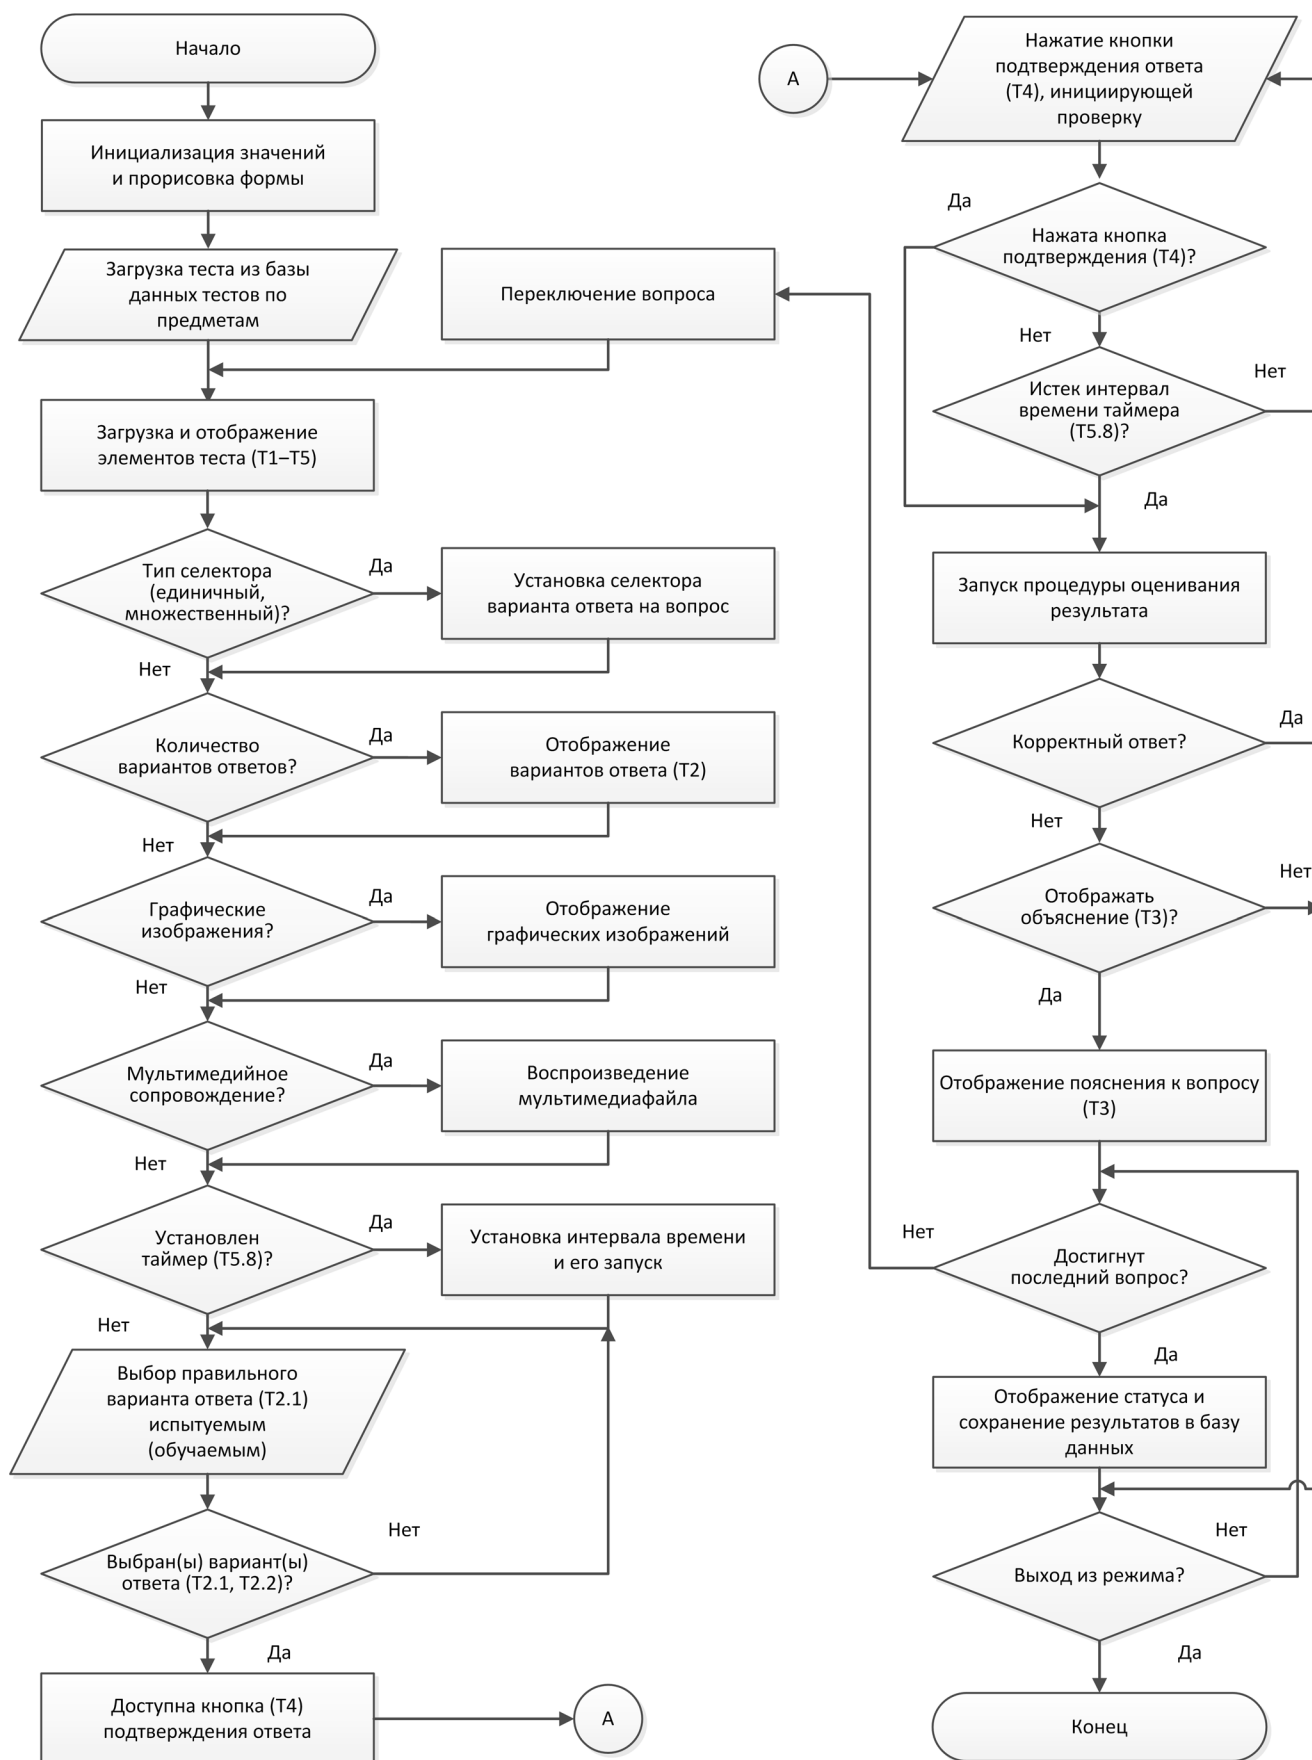 Начало
Инициализация значений
и прорисовка формы
Загрузка теста из базы
данных тестов по
предметам
Переключение вопроса
Загрузка и отображение
элементов теста (Т1–Т5)
Тип селектора
(единичный,
множественный)?
Да
Установка селектора
варианта ответа на вопрос
Нет
Количество
вариантов ответов?
Да
Отображение
вариантов ответа (Т2)
Нет
Графические
изображения?
Да
Отображение
графических изображений
Нет
Мультимедийное
сопровождение?
Да
Воспроизведение
мультимедиафайла
Нет
Установлен
таймер (Т5.8)?
Да
Установка интервала времени
и его запуск
Нет
Выбор правильного
варианта ответа (Т2.1)
испытуемым
(обучаемым)
Выбран(ы) вариант(ы)
ответа (Т2.1, Т2.2)?
Нет
Да
Доступна кнопка (Т4)
подтверждения ответа
А
А
Нажатие кнопки
подтверждения ответа
(Т4), инициирующей
проверку
Да
Нажата кнопка
подтверждения (Т4)?
Нет
Истек интервал
времени таймера
(Т5.8)?
Нет
Да
Запуск процедуры оценивания
результата
Корректный ответ?
Да
Нет
Отображать
объяснение (Т3)?
Нет
Да
Отображение пояснения к вопросу
(Т3)
Нет
Достигнут
последний вопрос?
Да
Отображение статуса и
сохранение результатов в базу
данных
Нет
Выход из режима?
Да
Конец